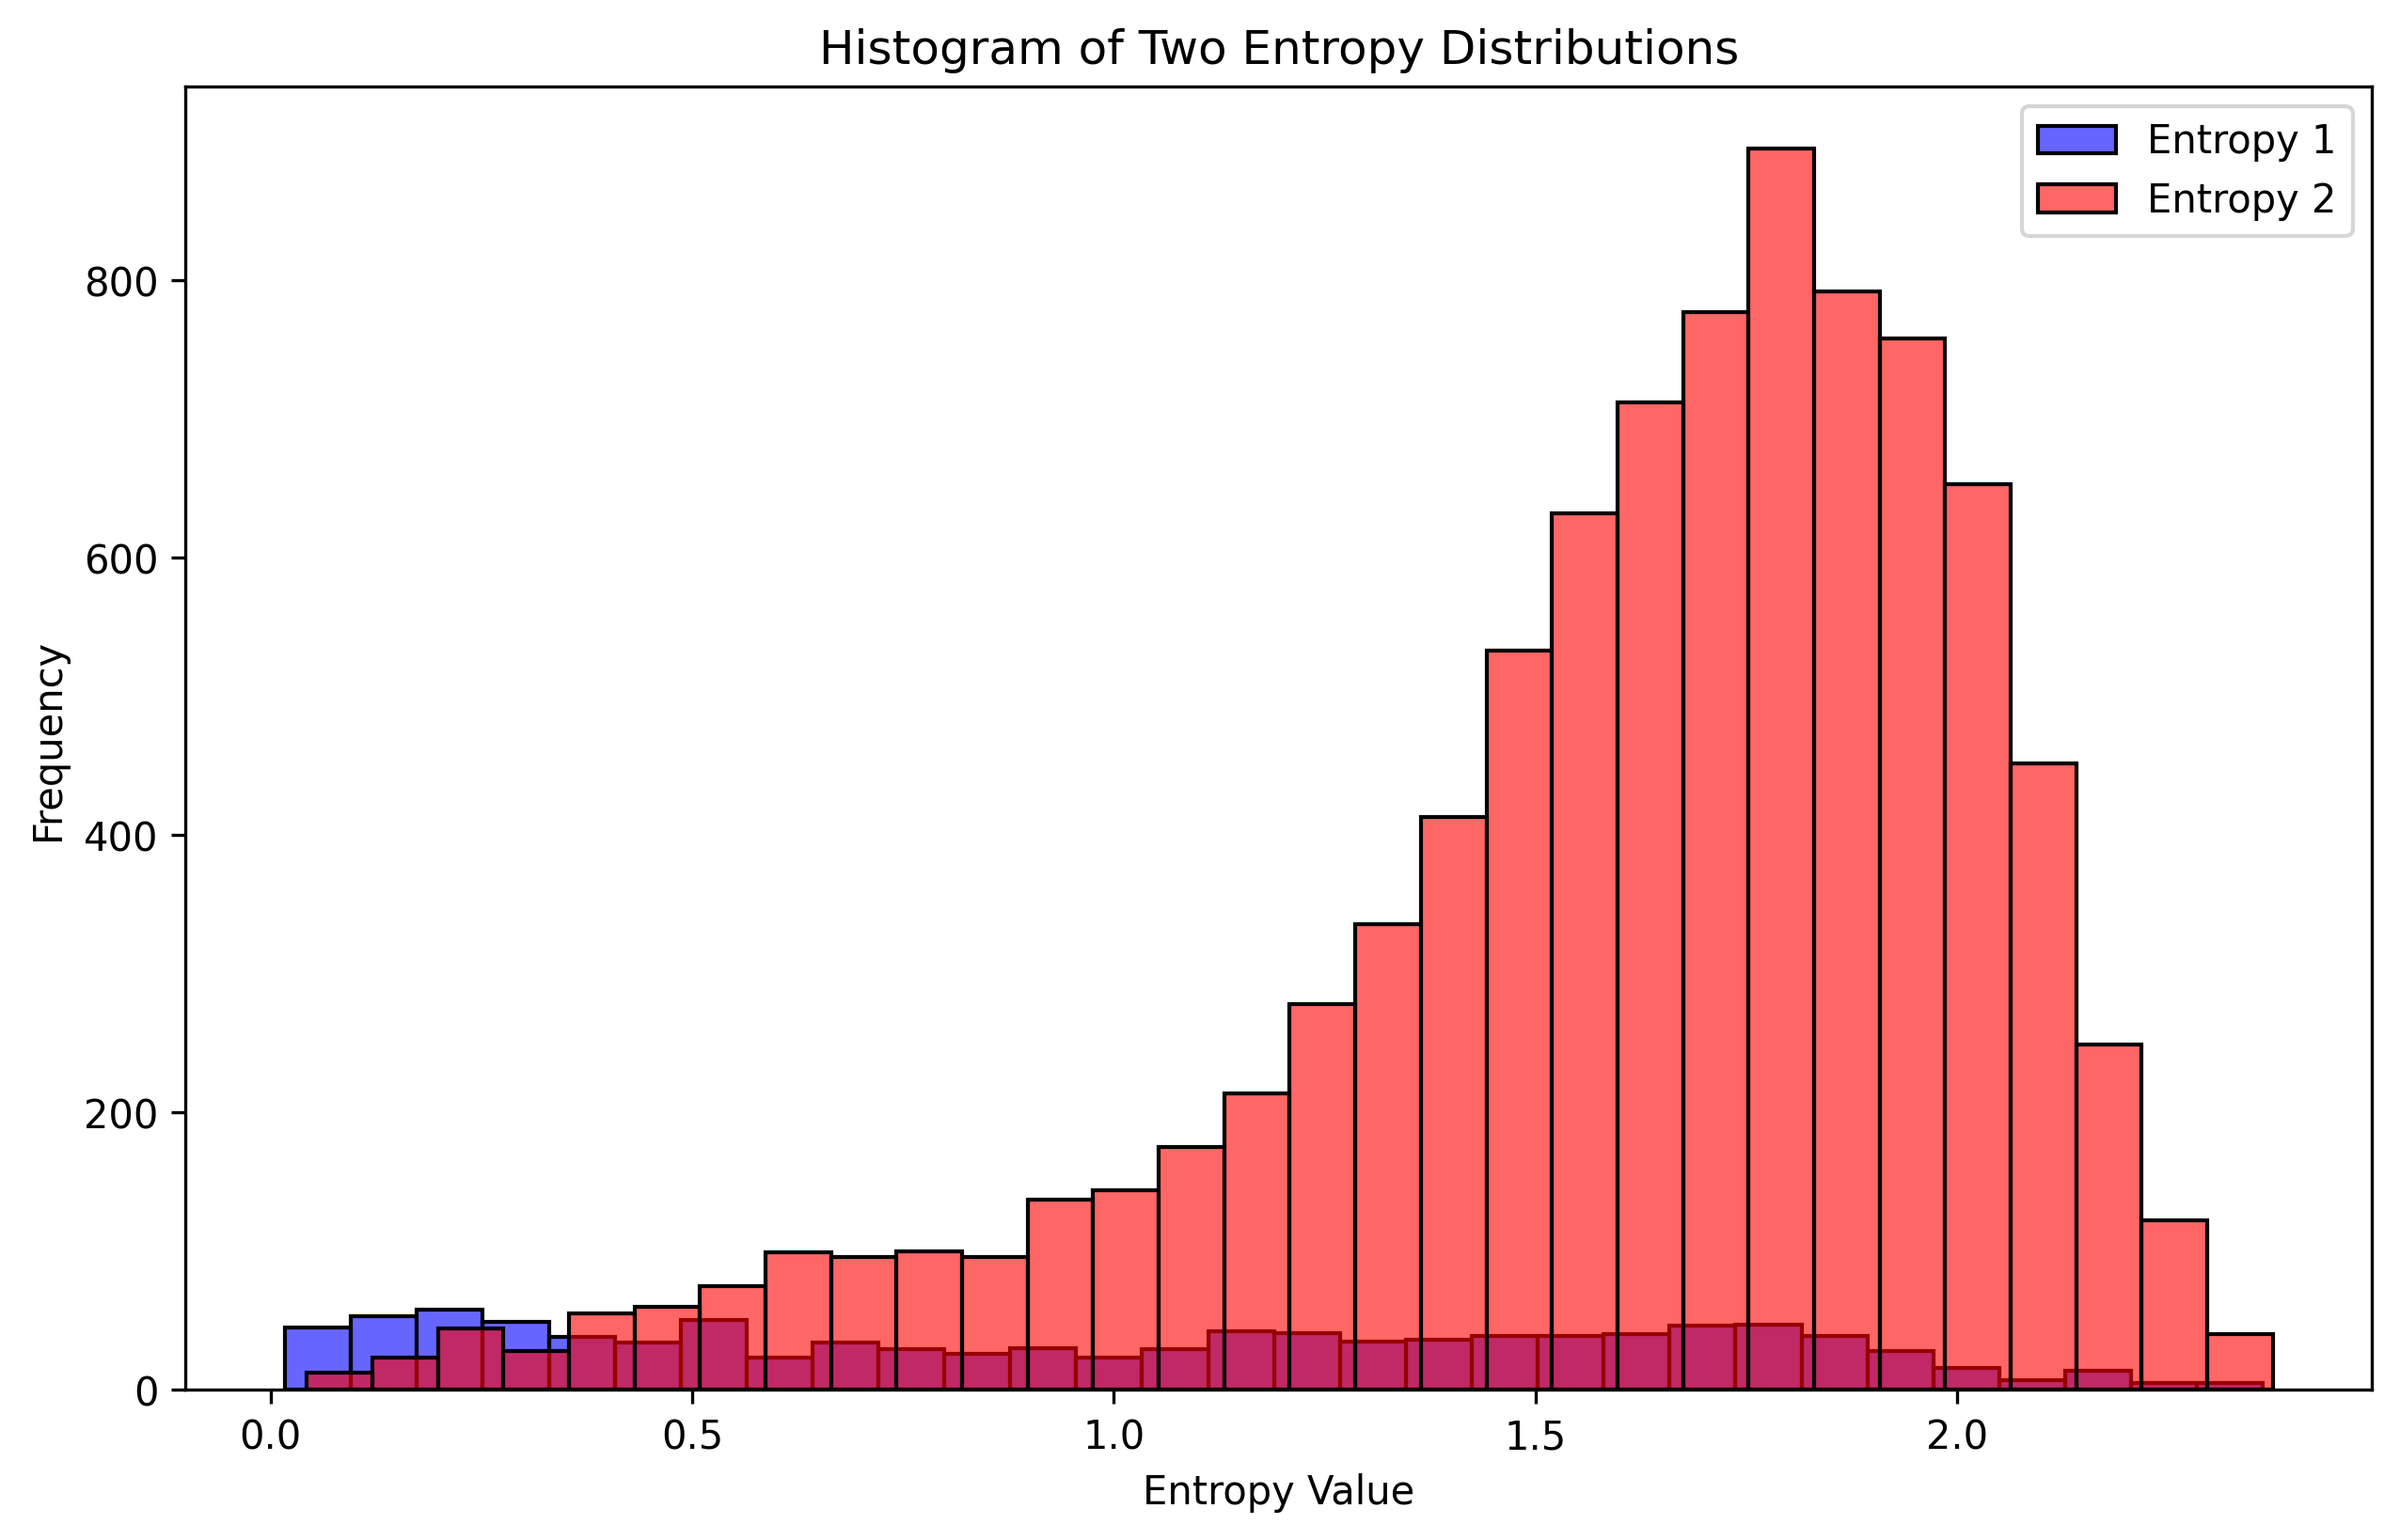 Histogram of Two Entropy Distributions
Entropy 1
Entropy 2
Frequency
800
600
400
200
0
0.0 0.5 1.0 1.5 2.0
Entropy Value